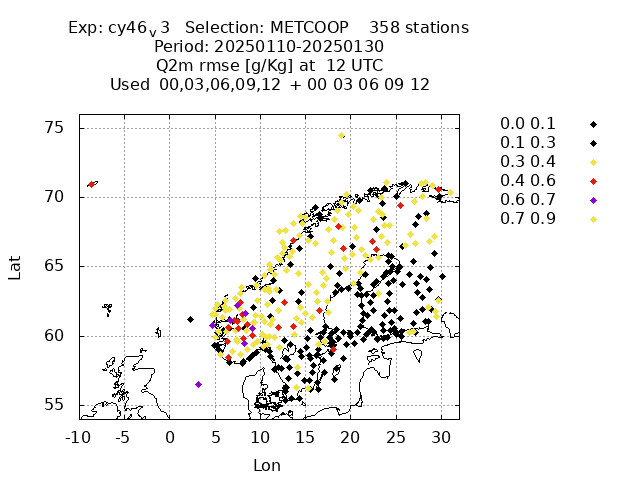 Exp: cy46v3 Selection: METCOOP 358 stations
Period: 20250110-20250130
Q2m rmse [g/Kg] at 12 UTC
Used 00,03,06,09,12 + 00 03 06 09 12
0.0 0.1
0.1 0.3
0.3 0.4
0.4 0.6
0.6 0.7
0.7 0.9
75
70
65
60
55
Lat
-10 -5 0 5 10 15 20 25 30
Lon